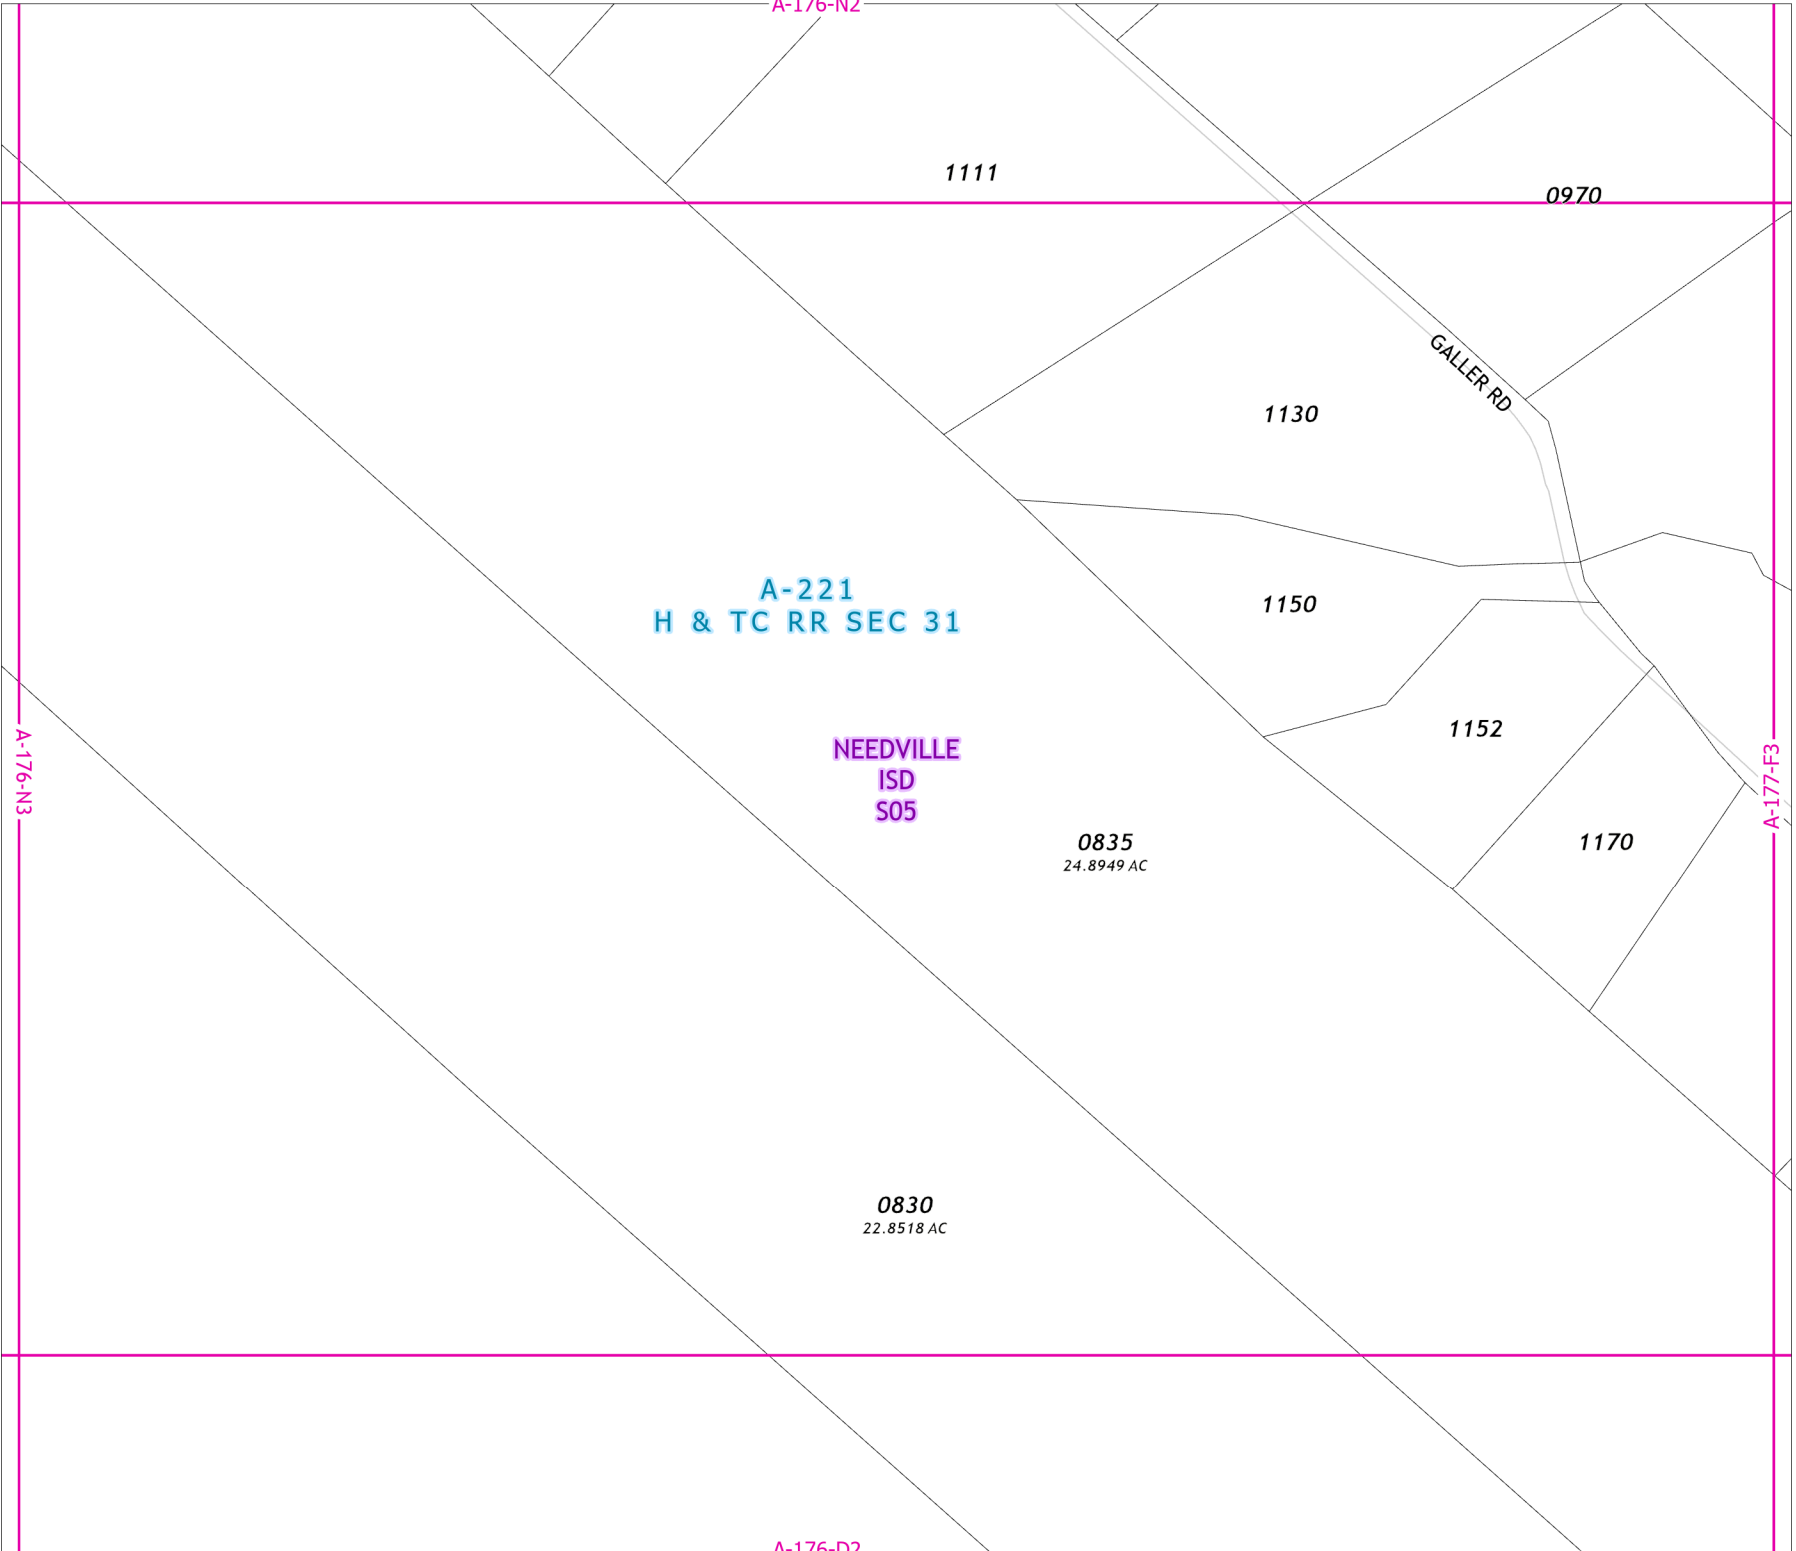 A-176-N2
1111
0970
GALLER RD
1130
A-221
H & TC RR SEC 31
1150
NEEDVILLE
ISD
S05
1152
A-176-N3
A-177-F3
0835
24.8949 AC
1170
0830
22.8518 AC
A-176-D2